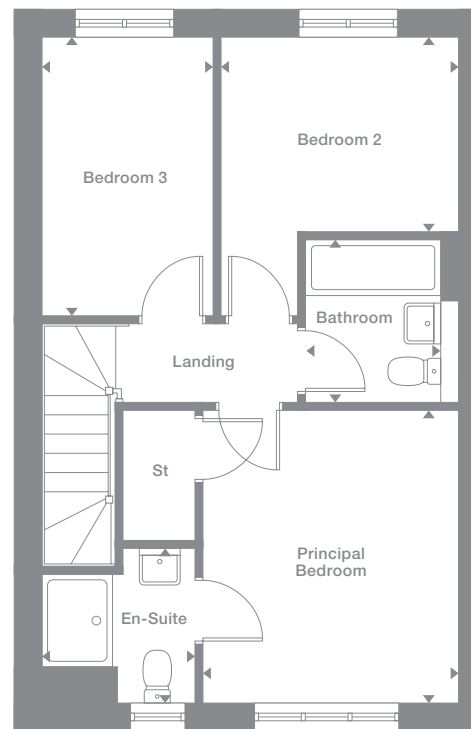 Bedroom 2
Bedroom 3
Bathroom
Landing
St
Principal
Bedroom
En-Suite